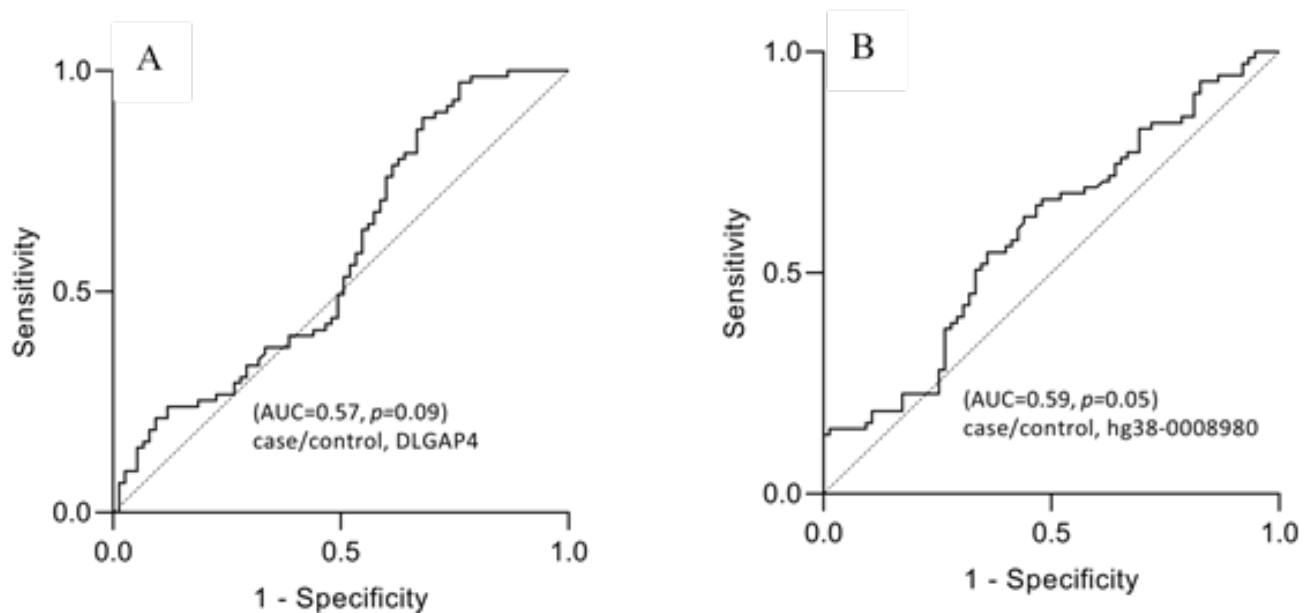 A
1.0
0.5
0.0
Sensitivity
(AUC=0.57, p=0.09)
case/control, DLGAP4
0.0
0.5
1.0
1 - Specificity
B
1.0
0.5
0.0
Sensitivity
(AUC=0.59, p=0.05)
case/control, hg38-0008980
0.0
0.5
1.0
1 - Specificity